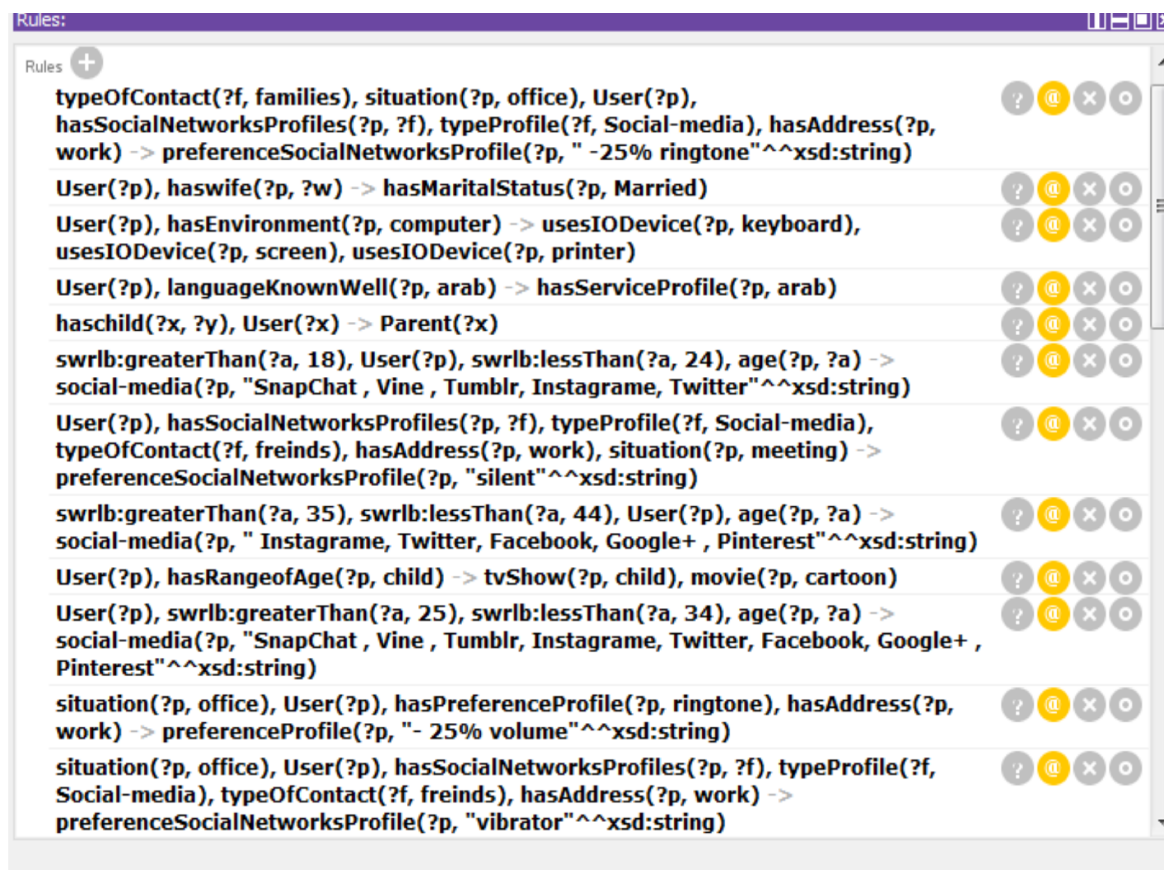 Rules:
Rules
typeOfContact(?f, families), situation(?p, office), User(?p),
hasSocialNetworksProfiles(?p, ?f), typeProfile(?f, Social-media), hasAddress(?p,
work) -> preferenceSocialNetworksProfile(?p, " -25% ringtone"^^xsd:string)
User(?p), haswife(?p, ?w) -> hasMaritalStatus(?p, Married)
User(?p), hasEnvironment(?p, computer) -> usesIODevice(?p, keyboard),
usesIODevice(?p, screen), usesIODevice(?p, printer)
User(?p), languageKnownWell(?p, arab) -> hasServiceProfile(?p, arab)
haschild(?x, ?y), User(?x) -> Parent(?x)
swrlb:greaterThan(?a, 18), User(?p), swrlb:lessThan(?a, 24), age(?p, ?a) ->
social-media(?p, "SnapChat , Vine , Tumblr, Instagrame, Twitter"^^xsd:string)
User(?p), hasSocialNetworksProfiles(?p, ?f), typeProfile(?f, Social-media),
typeOfContact(?f, freinds), hasAddress(?p, work), situation(?p, meeting) ->
preferenceSocialNetworksProfile(?p, "silent"^^xsd:string)
swrlb:greaterThan(?a, 35), swrlb:lessThan(?a, 44), User(?p), age(?p, ?a) ->
social-media(?p, " Instagrame, Twitter, Facebook, Google+ , Pinterest"^^xsd:string)
User(?p), hasRangeofAge(?p, child) -> tvShow(?p, child), movie(?p, cartoon)
User(?p), swrlb:greaterThan(?a, 25), swrlb:lessThan(?a, 34), age(?p, ?a) ->
social-media(?p, "SnapChat , Vine , Tumblr, Instagrame, Twitter, Facebook, Google+ ,
Pinterest"^^xsd:string)
situation(?p, office), User(?p), hasPreferenceProfile(?p, ringtone), hasAddress(?p,
work) -> preferenceProfile(?p, "- 25% volume"^^xsd:string)
situation(?p, office), User(?p), hasSocialNetworksProfiles(?p, ?f), typeProfile(?f,
Social-media), typeOfContact(?f, freinds), hasAddress(?p, work) ->
preferenceSocialNetworksProfile(?p, "vibrator"^^xsd:string)